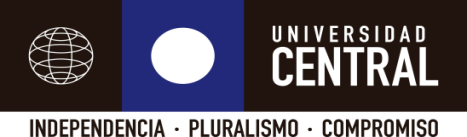 UNIVERSIDAD
CENTRAL
INDEPENDENCIA · PLURALISMO · COMPROMISO